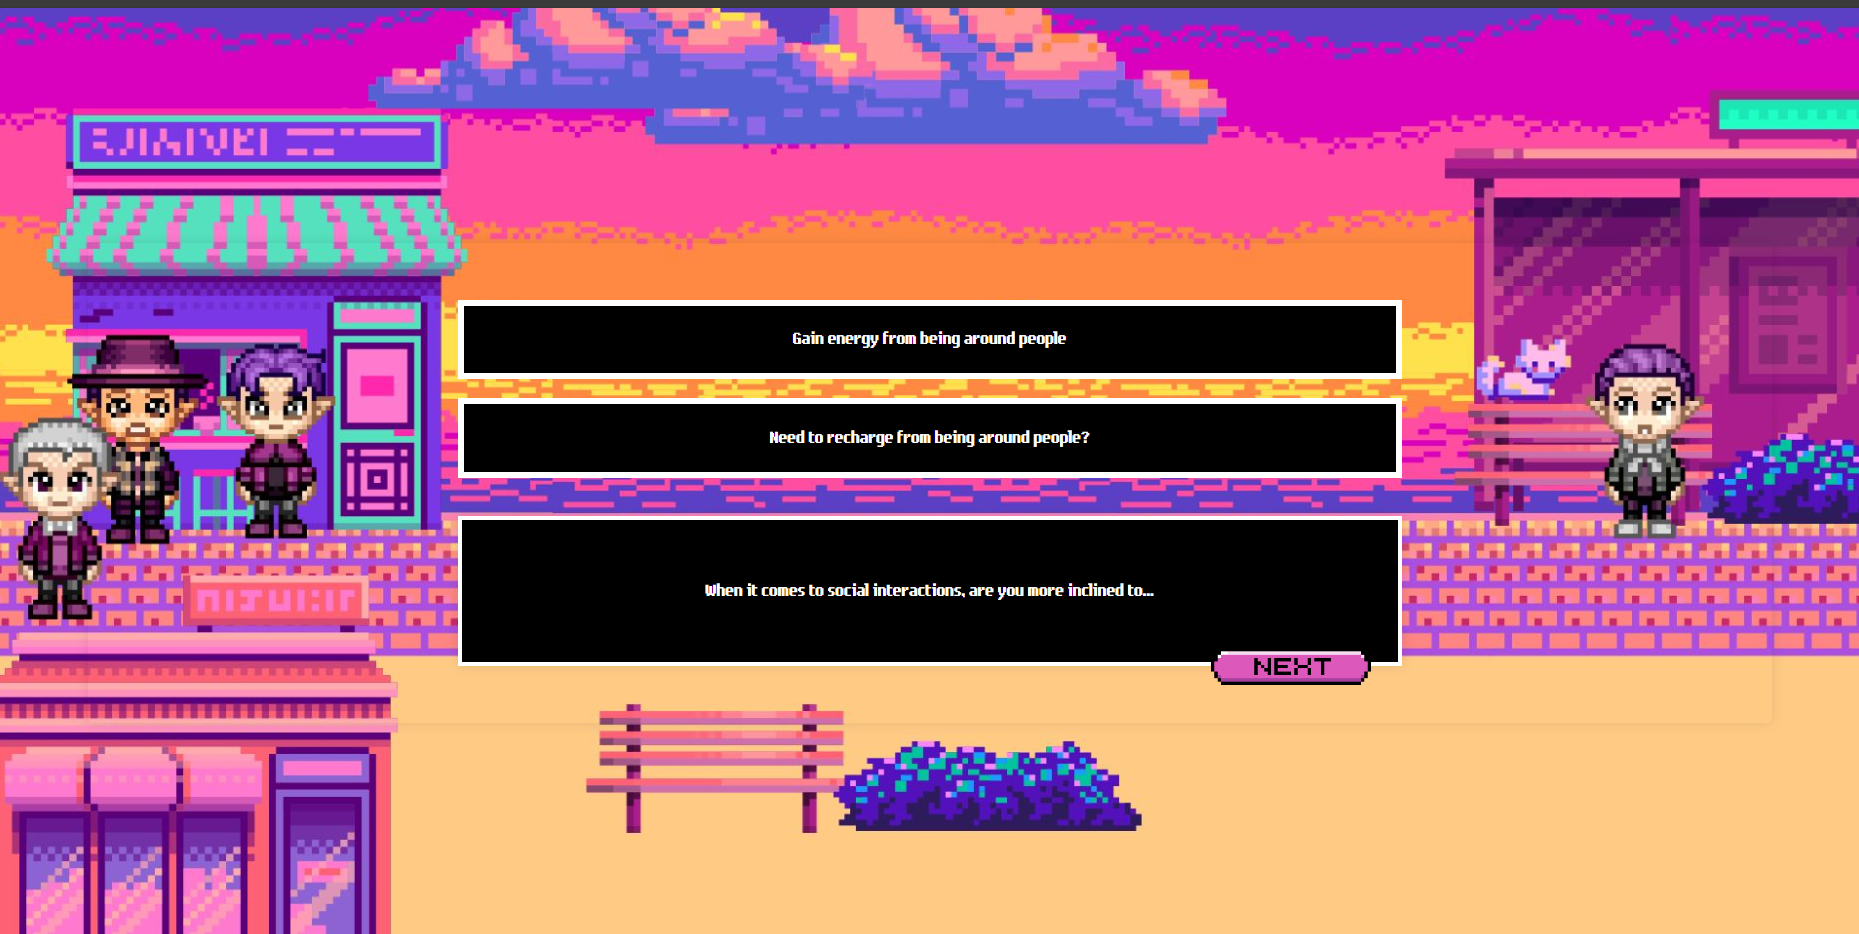 Gain energy from being around people
Need to recharge from being around people?
When it comes to social interactions, are you more inclined to...
NEXT